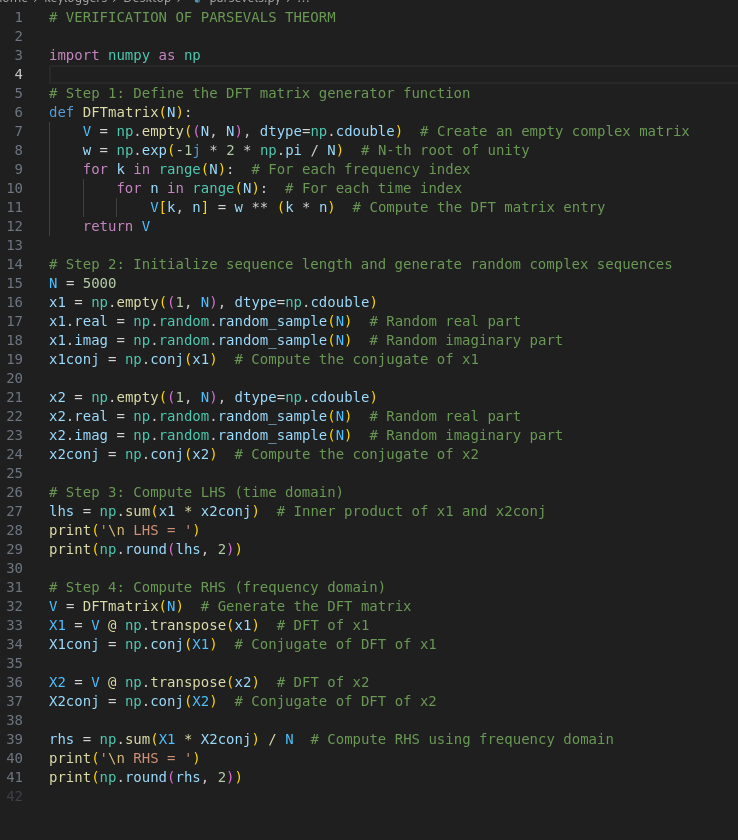 1 # VERIFICATION OF PARSEVALS THEORM
2
3 import numpy as np
4
5 # Step 1: Define the DFT matrix generator function
6 def DFTmatrix(N):
7     V = np.empty((N, N), dtype=np.cdouble)  # Create an empty complex matrix
8     w = np.exp(-1j * 2 * np.pi / N)  # N-th root of unity
9     for k in range(N):  # For each frequency index
10         for n in range(N):  # For each time index
11             V[k, n] = w ** (k * n)  # Compute the DFT matrix entry
12     return V
13
14 # Step 2: Initialize sequence length and generate random complex sequences
15 N = 5000
16 x1 = np.empty((1, N), dtype=np.cdouble)
17 x1.real = np.random.random_sample(N)  # Random real part
18 x1.imag = np.random.random_sample(N)  # Random imaginary part
19 x1conj = np.conj(x1)  # Compute the conjugate of x1
20
21 x2 = np.empty((1, N), dtype=np.cdouble)
22 x2.real = np.random.random_sample(N)  # Random real part
23 x2.imag = np.random.random_sample(N)  # Random imaginary part
24 x2conj = np.conj(x2)  # Compute the conjugate of x2
25
26 # Step 3: Compute LHS (time domain)
27 lhs = np.sum(x1 * x2conj)  # Inner product of x1 and x2conj
28 print('\n LHS = ')
29 print(np.round(lhs, 2))
30
31 # Step 4: Compute RHS (frequency domain)
32 V = DFTmatrix(N)  # Generate the DFT matrix
33 X1 = V @ np.transpose(x1)  # DFT of x1
34 X1conj = np.conj(X1)  # Conjugate of DFT of x1
35
36 X2 = V @ np.transpose(x2)  # DFT of x2
37 X2conj = np.conj(X2)  # Conjugate of DFT of x2
38
39 rhs = np.sum(X1 * X2conj) / N  # Compute RHS using frequency domain
40 print('\n RHS = ')
41 print(np.round(rhs, 2))
42